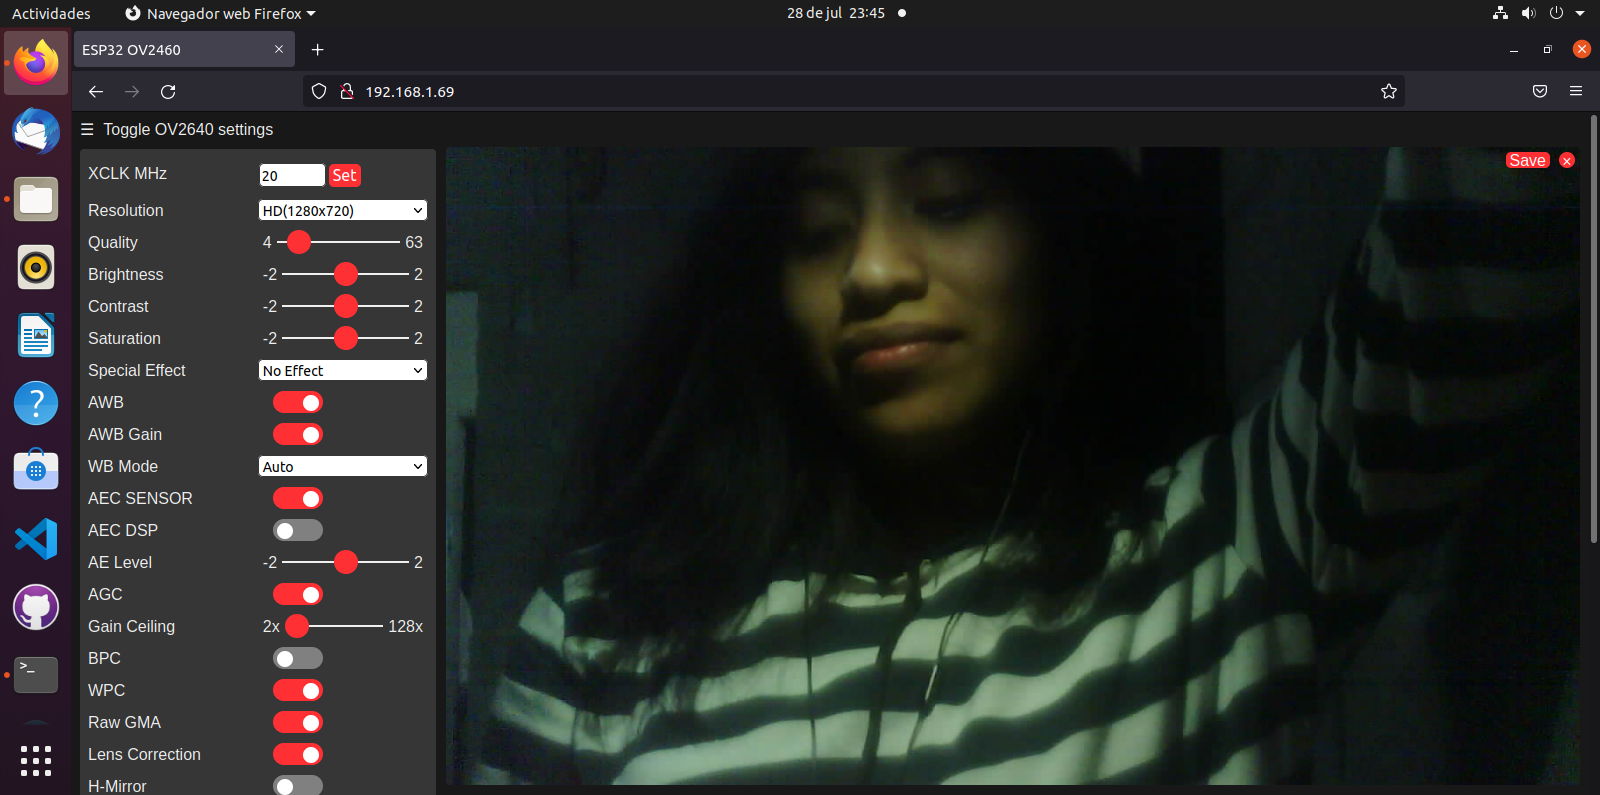 Actividades Navegador web Firefox 28 de jul 23:45
ESP32 OV2460
192.168.1.69
Toggle OV2640 settings
XCLK MHz 20 Set
Save
Resolution HD(1280x720)
Quality 4 63
Brightness -2 2
Contrast -2 2
Saturation -2 2
Special Effect No Effect
AWB
AWB Gain
WB Mode Auto
AEC SENSOR
AEC DSP
AE Level -2 2
AGC
Gain Ceiling 2x 128x
BPC
WPC
Raw GMA
Lens Correction
H-Mirror